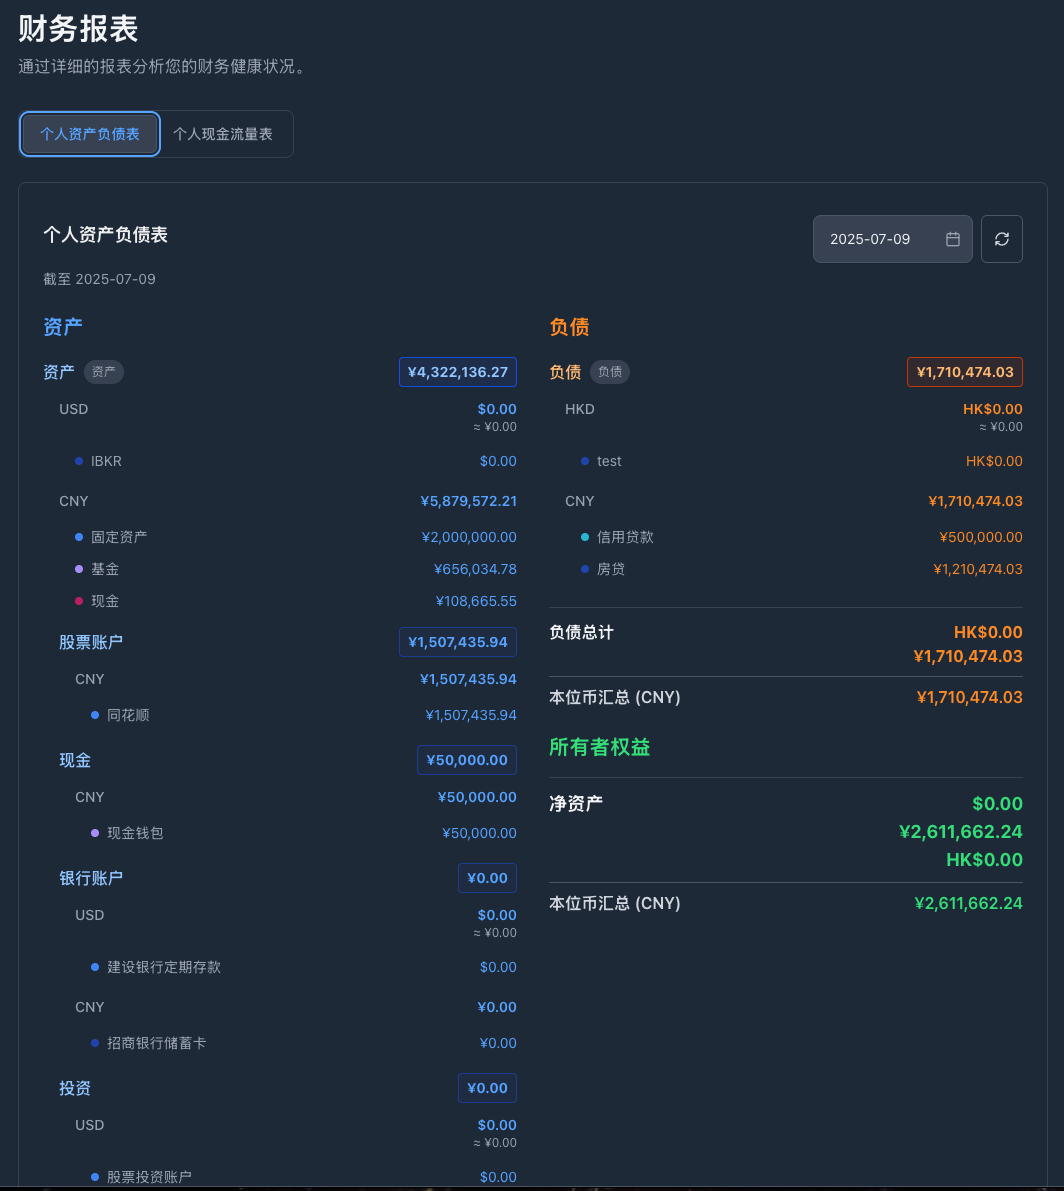 财务报表
通过详细的报表分析您的财务健康状况。
个人资产负债表
个人现金流量表
个人资产负债表
2025-07-09
截至 2025-07-09
资产
资产 资产 ¥4,322,136.27
USD $0.00
≈ ¥0.00
IBKR $0.00
CNY ¥5,879,572.21
固定资产 ¥2,000,000.00
基金 ¥656,034.78
现金 ¥108,665.55
股票账户 ¥1,507,435.94
CNY ¥1,507,435.94
同花顺 ¥1,507,435.94
现金 ¥50,000.00
CNY ¥50,000.00
现金钱包 ¥50,000.00
银行账户 ¥0.00
USD $0.00
≈ ¥0.00
建设银行定期存款 $0.00
CNY ¥0.00
招商银行储蓄卡 ¥0.00
投资 ¥0.00
USD $0.00
≈ ¥0.00
股票投资账户 $0.00
负债
负债 负债 ¥1,710,474.03
HKD HK$0.00
≈ ¥0.00
test HK$0.00
CNY ¥1,710,474.03
信用贷款 ¥500,000.00
房贷 ¥1,210,474.03
负债总计 HK$0.00
¥1,710,474.03
本位币汇总 (CNY) ¥1,710,474.03
所有者权益
净资产 $0.00
¥2,611,662.24
HK$0.00
本位币汇总 (CNY) ¥2,611,662.24